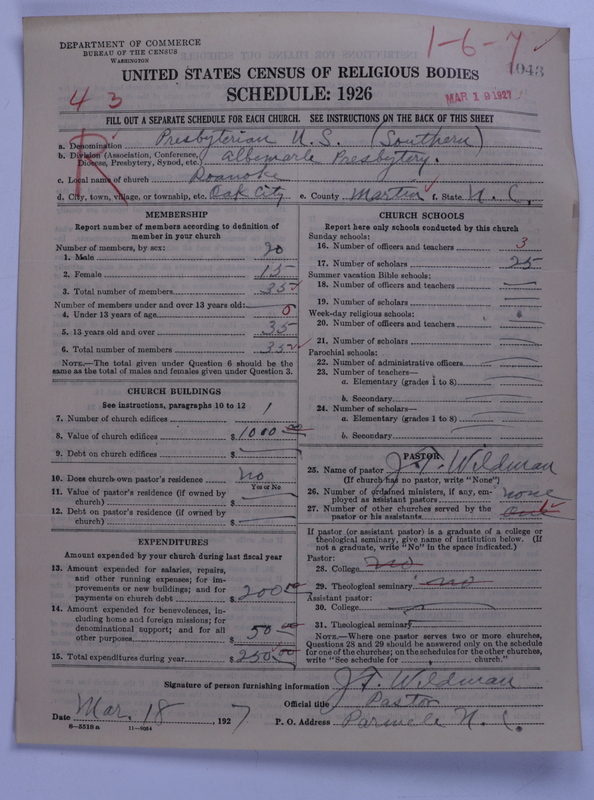 DEPARTMENT OF COMMERCE
BUREAU OF THE CENSUS
WASHINGTON
1-6-7
1043
UNITED STATES CENSUS OF RELIGIOUS BODIES
SCHEDULE: 1926
43
MAR 19 1927
FILL OUT A SEPARATE SCHEDULE FOR EACH CHURCH. SEE INSTRUCTIONS ON THE BACK OF THIS SHEET
R
a. Denomination Presbyterian U.S. (Southern)
b. Division (Association, Conference, Diocese, Presbytery, Synod, etc.) Albemarle Presbytery.
c. Local name of church Roanoke
d. City, town, village, or township, etc. Oak City e. County Martin f. State N. C.
MEMBERSHIP
Report number of members according to definition of
member in your church
Number of members, by sex:
1. Male 20
2. Female 15
3. Total number of members 35
Number of members under and over 13 years old:
4. Under 13 years of age 0
5. 13 years old and over 35
6. Total number of members 35
NOTE.—The total given under Question 6 should be the
same as the total of males and females given under Question 3.
CHURCH BUILDINGS
See instructions, paragraphs 10 to 12
7. Number of church edifices 1
8. Value of church edifices $1000.00
9. Debt on church edifices $
10. Does church own pastor's residence No
Yes or No
11. Value of pastor's residence (if owned by
church) $
12. Debt on pastor's residence (if owned by
church) $
EXPENDITURES
Amount expended by your church during last fiscal year
13. Amount expended for salaries, repairs,
and other running expenses; for im-
provements or new buildings; and for
payments on church debt $200.00
14. Amount expended for benevolences, in-
cluding home and foreign missions; for
denominational support; and for all
other purposes $50.00
15. Total expenditures during year $250.00
CHURCH SCHOOLS
Report here only schools conducted by this church
Sunday schools:
16. Number of officers and teachers 3
17. Number of scholars 25
Summer vacation Bible schools:
18. Number of officers and teachers
19. Number of scholars
Week-day religious schools:
20. Number of officers and teachers
21. Number of scholars
Parochial schools:
22. Number of administrative officers
23. Number of teachers—
a. Elementary (grades 1 to 8)
b. Secondary
24. Number of scholars—
a. Elementary (grades 1 to 8)
b. Secondary
PASTOR
25. Name of pastor J. T. Wildman
(If church has no pastor, write "None")
26. Number of ordained ministers, if any, em-
ployed as assistant pastors none
27. Number of other churches served by the
pastor or his assistants
If pastor (or assistant pastor) is a graduate of a college or
theological seminary, give name of institution below. (If
not a graduate, write "No" in the space indicated.)
Pastor:
28. College No
29. Theological seminary No
Assistant pastor:
30. College
31. Theological seminary
NOTE.—Where one pastor serves two or more churches,
Questions 28 and 29 should be answered only on the schedule
for one of the churches; on the schedules for the other churches,
write "See schedule for church."
Signature of person furnishing information J. T. Wildman
Official title Pastor
Date Mar. 18, 1927 P. O. Address Parmele N. C.
8—5518a 11—9084